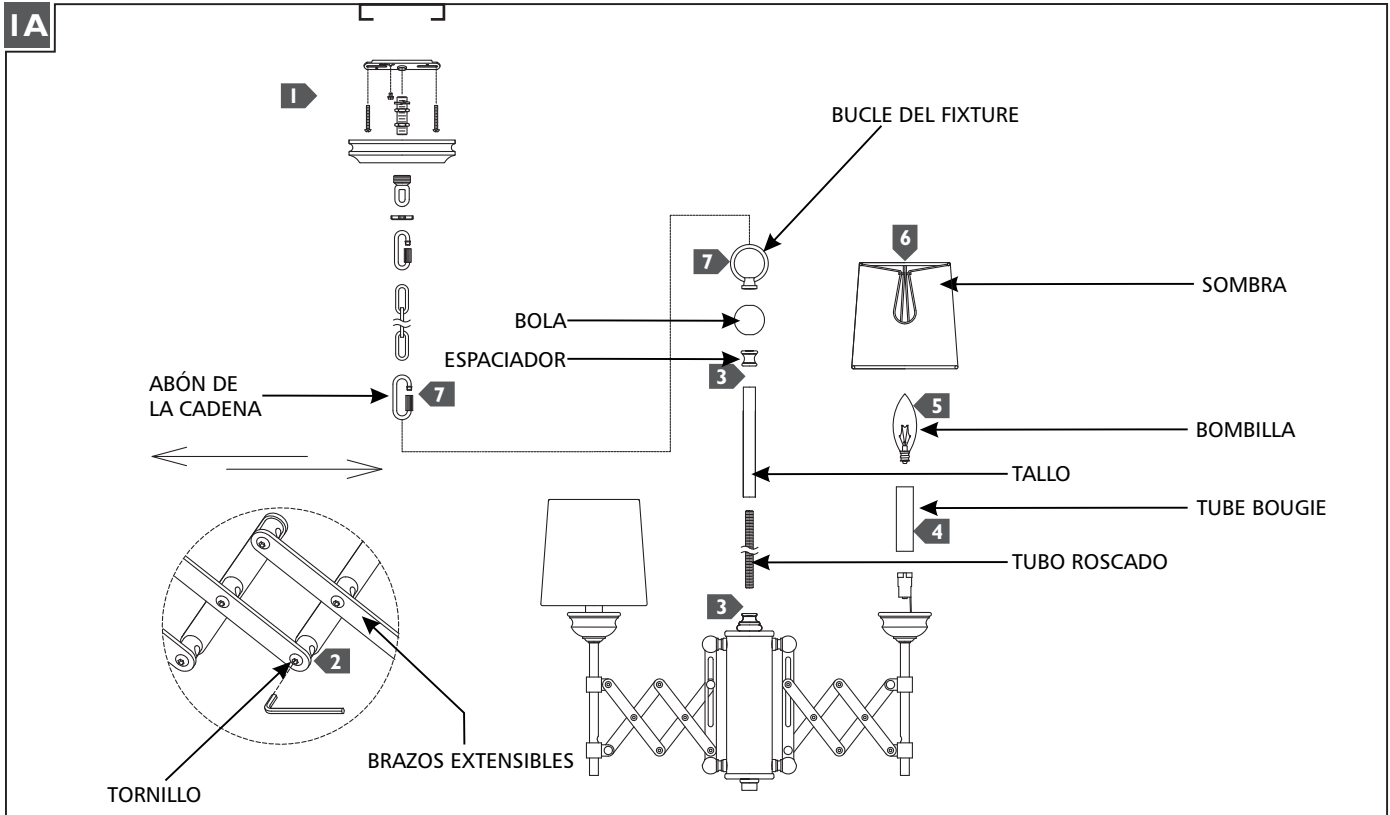 1A
1
BUCLE DEL FIXTURE
6
7
SOMBRA
BOLA
ESPACIADOR
3
ABÓN DE
LA CADENA
7
5
BOMBILLA
TALLO
TUBE BOUGIE
4
TUBO ROSCADO
3
2
BRAZOS EXTENSIBLES
TORNILLO